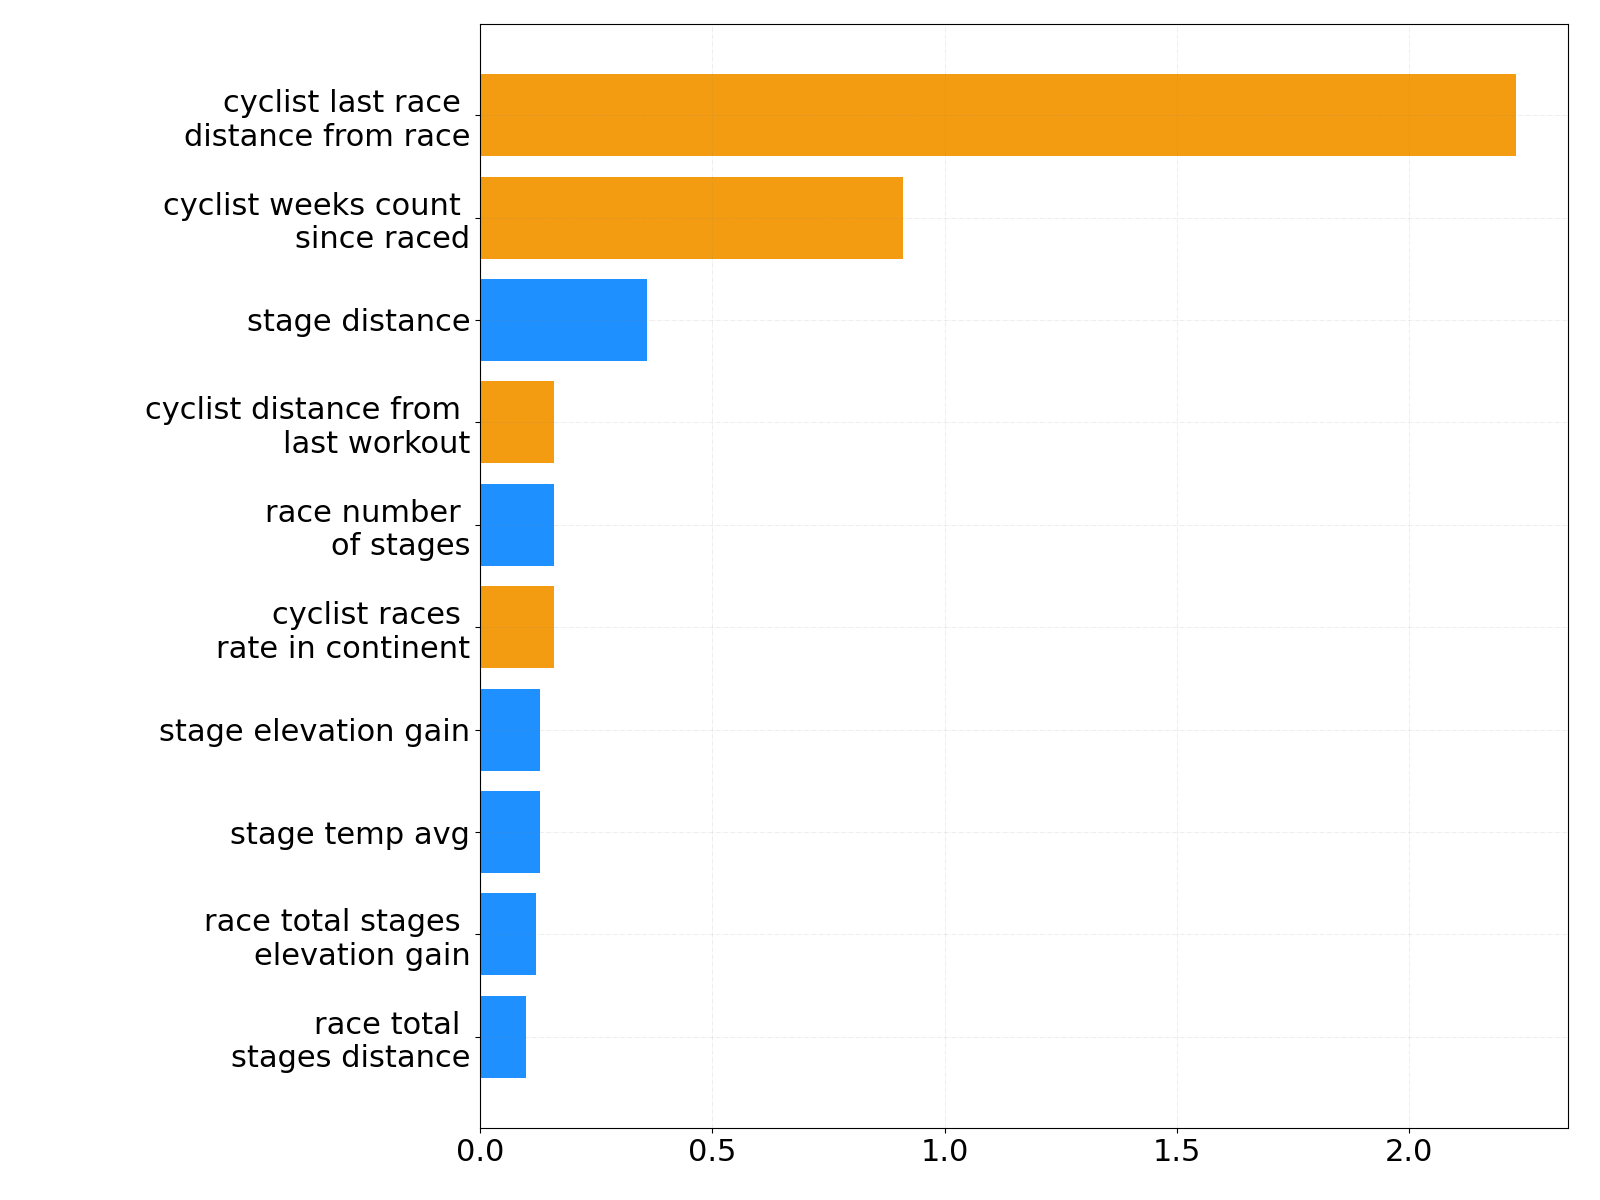 cyclist last race
distance from race
cyclist weeks count
since raced
stage distance
cyclist distance from
last workout
race number
of stages
cyclist races
rate in continent
stage elevation gain
stage temp avg
race total stages
elevation gain
race total
stages distance
0.0 0.5 1.0 1.5 2.0